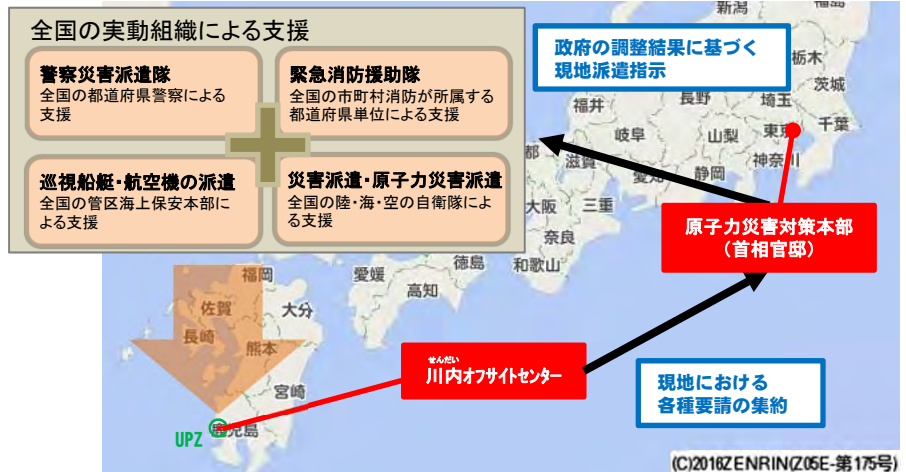 全国の実動組織による支援
警察災害派遣隊
全国の都道府県警察による
支援
緊急消防援助隊
全国の市町村消防が所属する
都道府県単位による支援
巡視船艇・航空機の派遣
全国の管区海上保安本部に
よる支援
災害派遣・原子力災害派遣
全国の陸・海・空の自衛隊によ
る支援
政府の調整結果に基づく
現地派遣指示
新潟
福島
栃木
茨城
福井
長野
埼玉
岐阜
山梨
東京
千葉
都
滋賀
愛知
静岡
神奈川
大阪
三重
奈良
和歌山
徳島
愛媛
高知
福岡
佐賀
大分
長崎
熊本
宮崎
鹿児島
UPZ
原子力災害対策本部
（首相官邸）
せんだい
川内オフサイトセンター
現地における
各種要請の集約
(C)2016ZENRIN(Z05E-第175号)